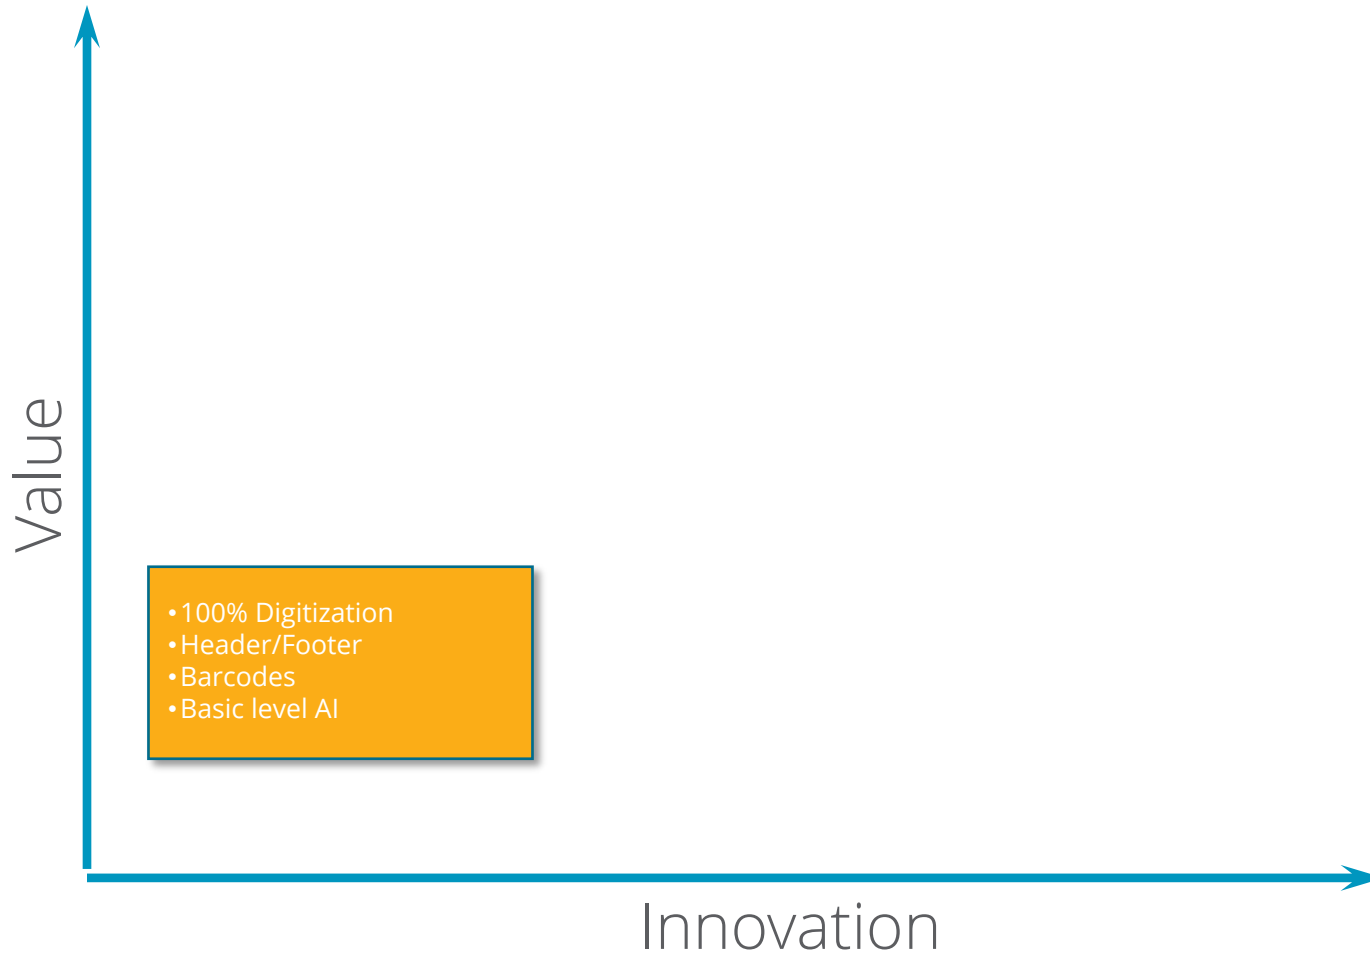 Value
•100% Digitization
•Header/Footer
•Barcodes
•Basic level AI
Innovation